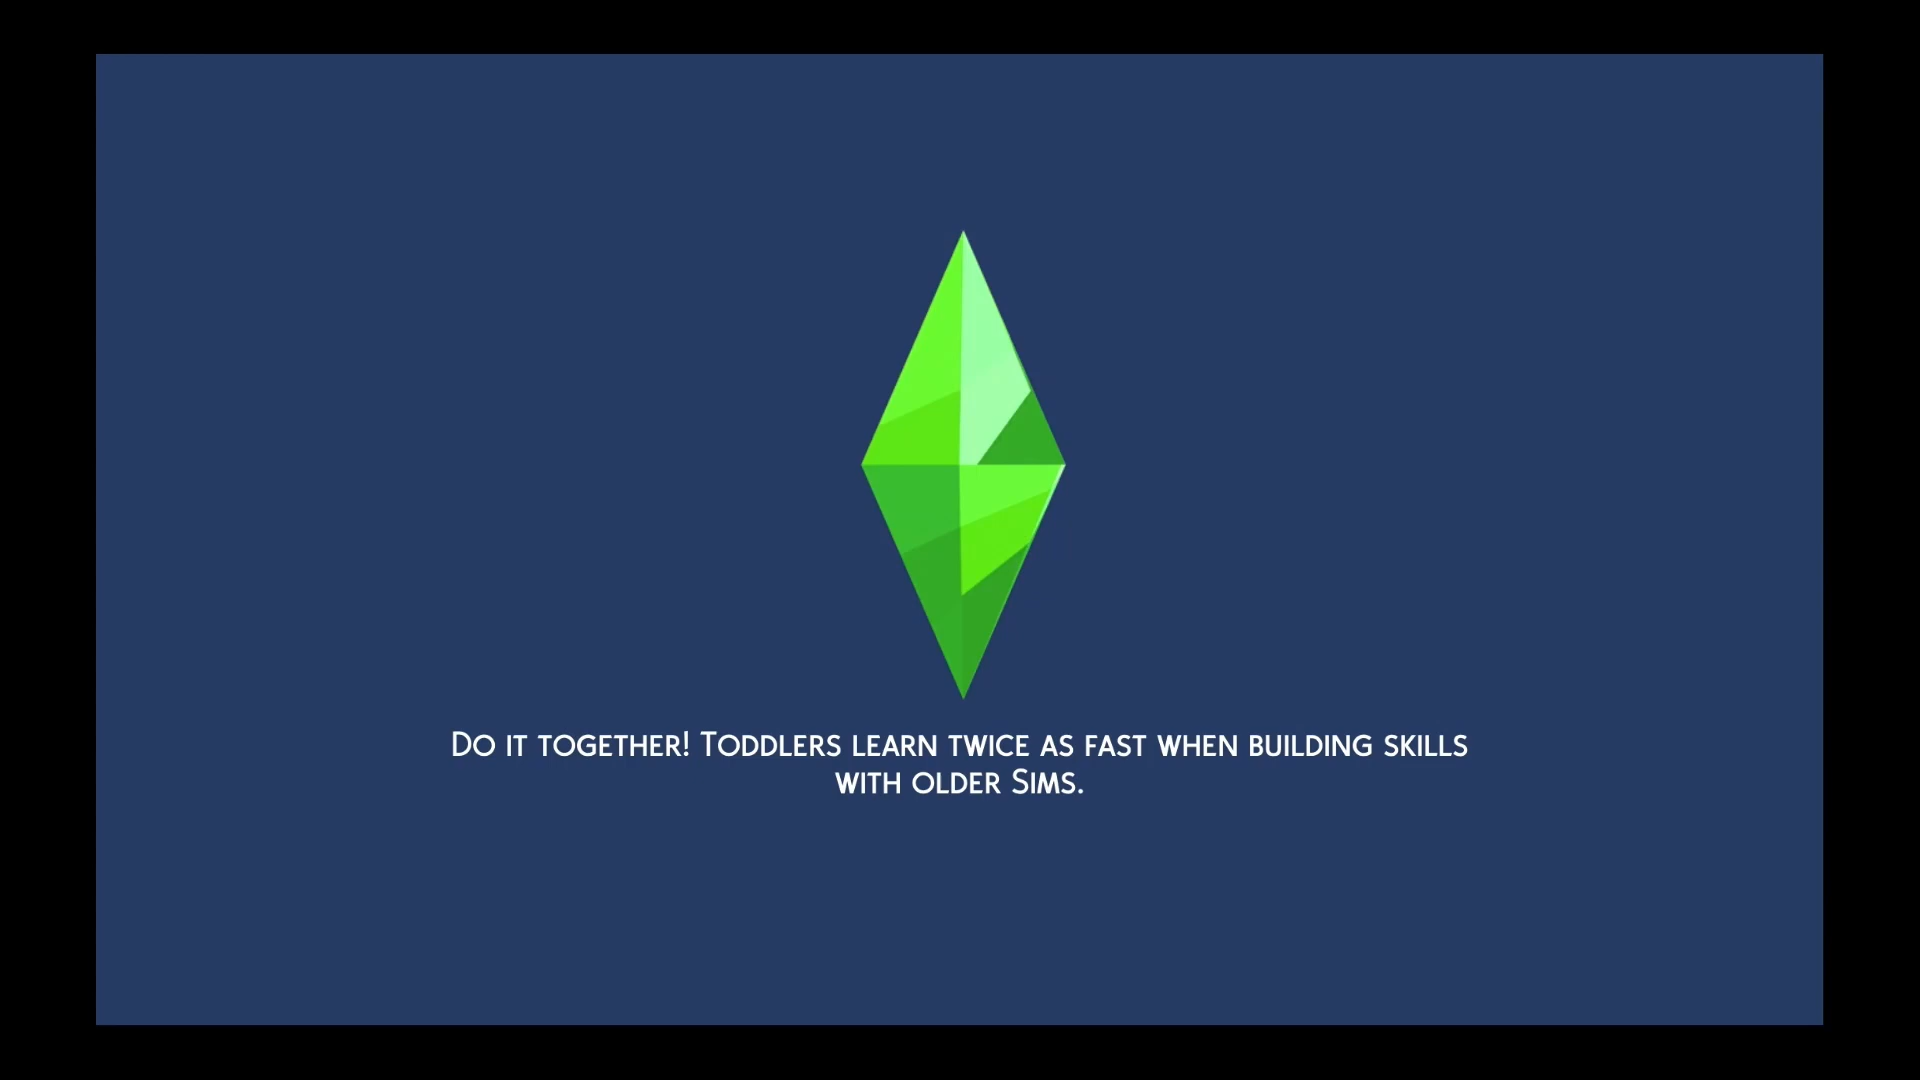 Do it together! Toddlers learn twice as fast when building skills
with older Sims.